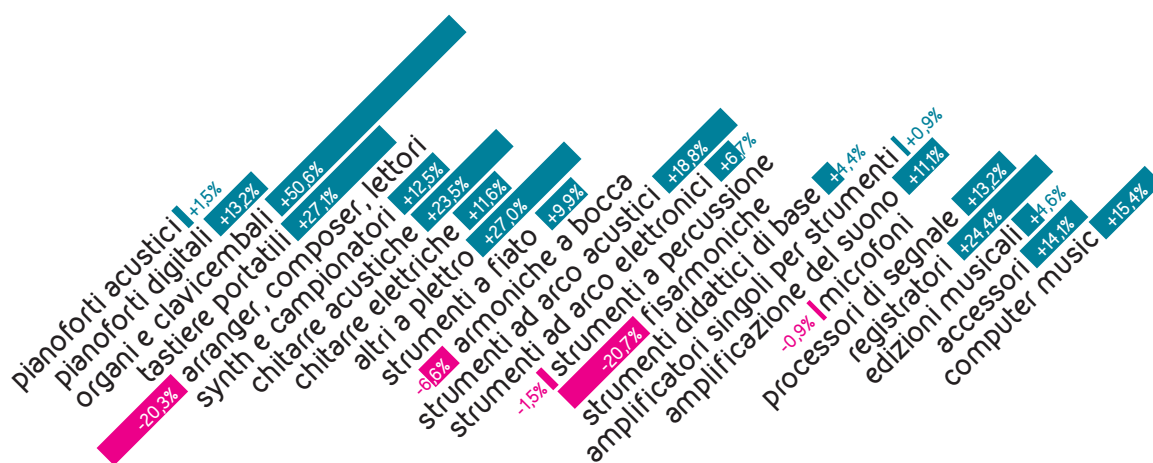 pianoforti acustici +1,5%
pianoforti digitali +13,2%
organi e clavicembali +50,6%
tastiere portatili +27,1%
-20,3% arranger, composer, lettori
synth e campionatori +12,5%
chitarre acustiche +23,5%
chitarre elettriche +11,6%
altri a plettro +27,0%
strumenti a fiato +9,9%
-6,6% armoniche a bocca
strumenti ad arco acustici +18,8%
strumenti ad arco elettronici +6,7%
-1,5% strumenti a percussione
-20,7% fisarmoniche
strumenti didattici di base +4,4%
amplificatori singoli per strumenti +0,9%
amplificazione del suono +11,1%
-0,9% microfoni
processori di segnale +13,2%
registratori +24,4%
edizioni musicali +4,6%
accessori +14,1%
computer music +15,4%